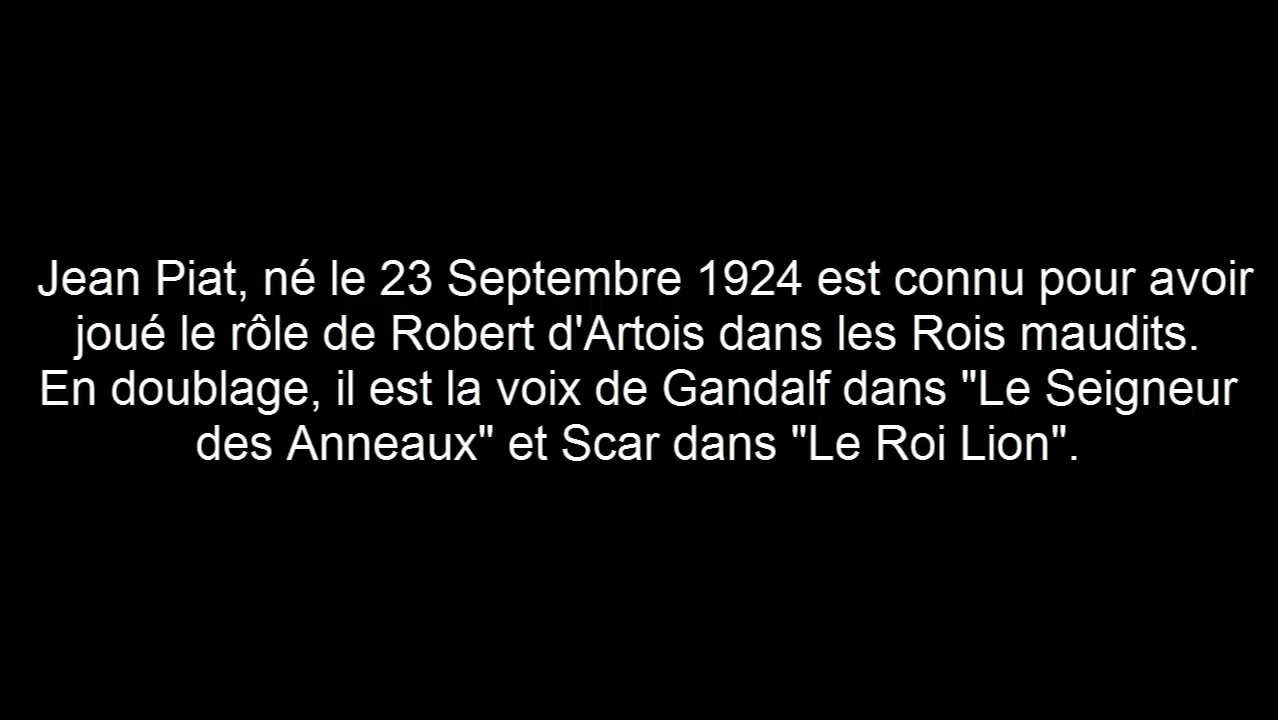 Jean Piat, né le 23 Septembre 1924 est connu pour avoir
joué le rôle de Robert d'Artois dans les Rois maudits.
En doublage, il est la voix de Gandalf dans "Le Seigneur
des Anneaux" et Scar dans "Le Roi Lion".